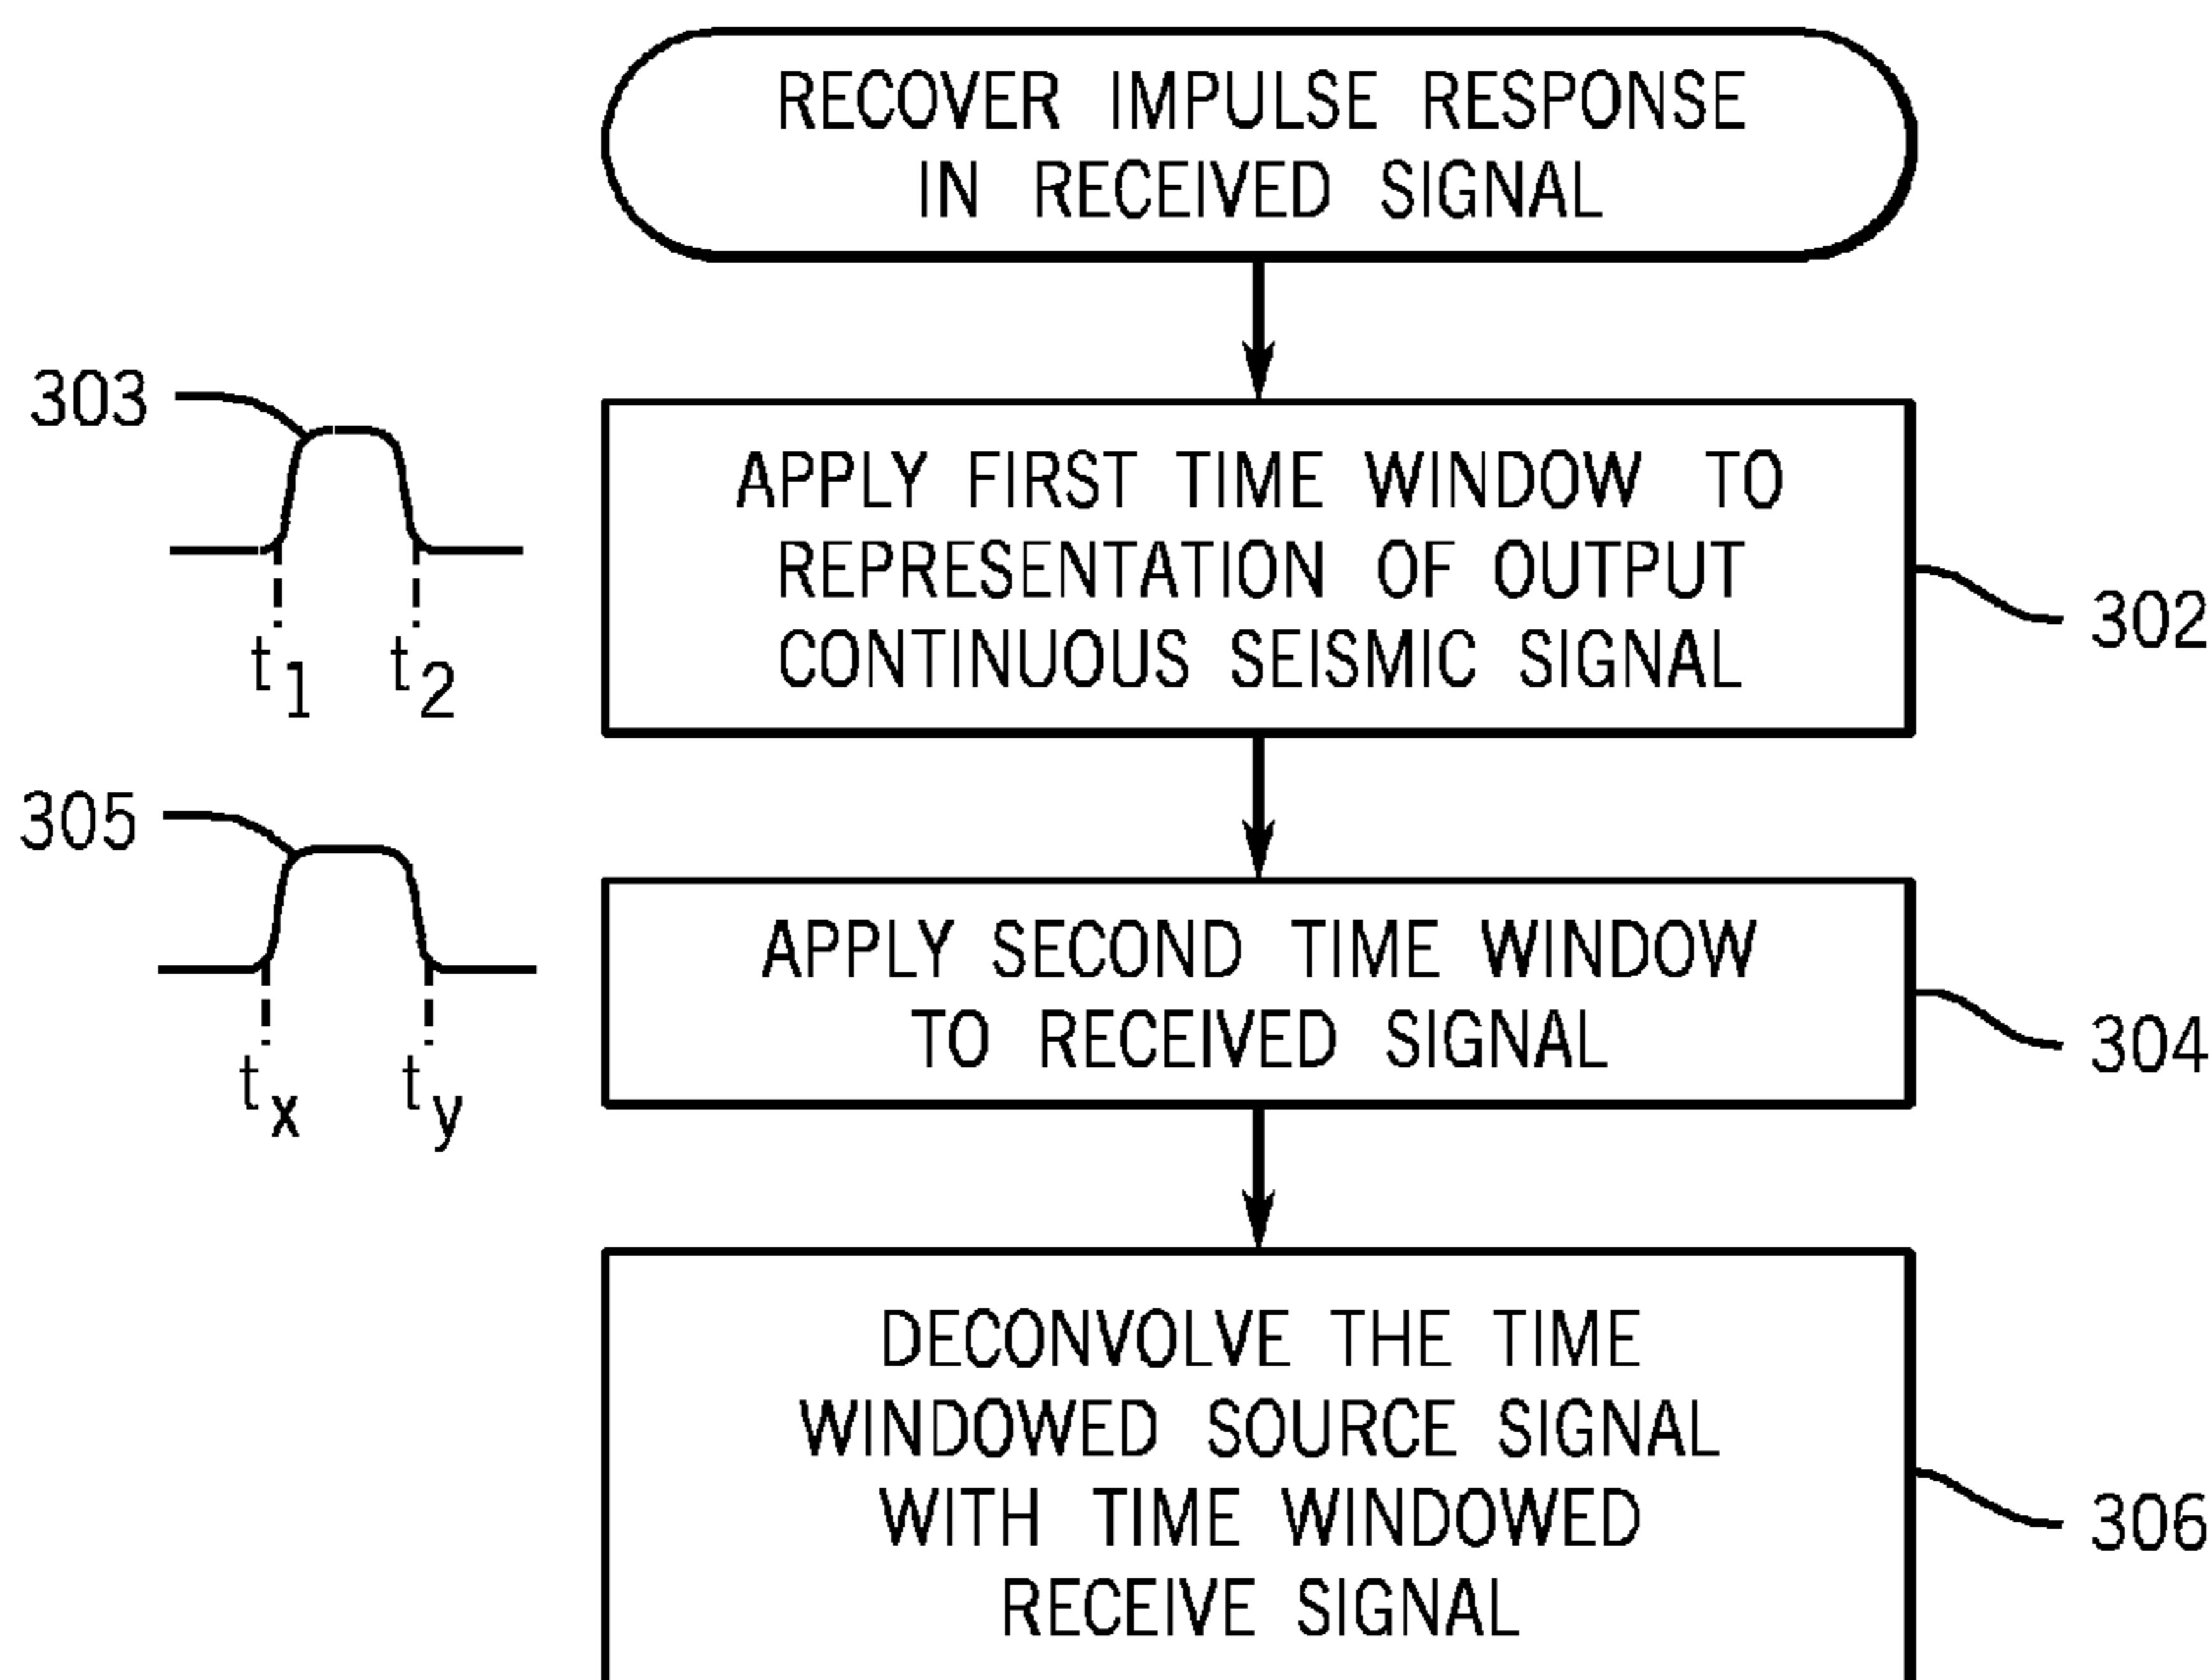 RECOVER IMPULSE RESPONSE
IN RECEIVED SIGNAL
303
t1 t2
APPLY FIRST TIME WINDOW TO
REPRESENTATION OF OUTPUT
CONTINUOUS SEISMIC SIGNAL
302
305
tx ty
APPLY SECOND TIME WINDOW
TO RECEIVED SIGNAL
304
DECONVOLVE THE TIME
WINDOWED SOURCE SIGNAL
WITH TIME WINDOWED
RECEIVE SIGNAL
306